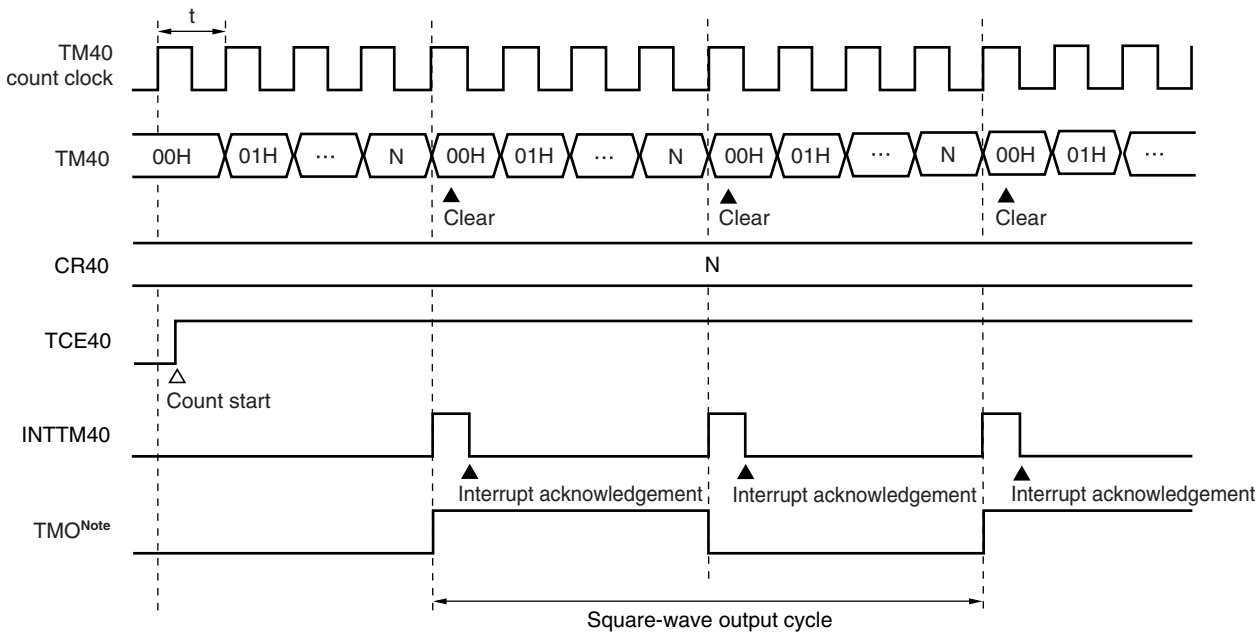 t
TM40
count clock
TM40 00H 01H ... N 00H 01H ... N 00H 01H ... N 00H 01H ...
Clear Clear Clear
CR40 N
TCE40
Count start
INTTM40
Interrupt acknowledgement Interrupt acknowledgement Interrupt acknowledgement
TMONote
Square-wave output cycle